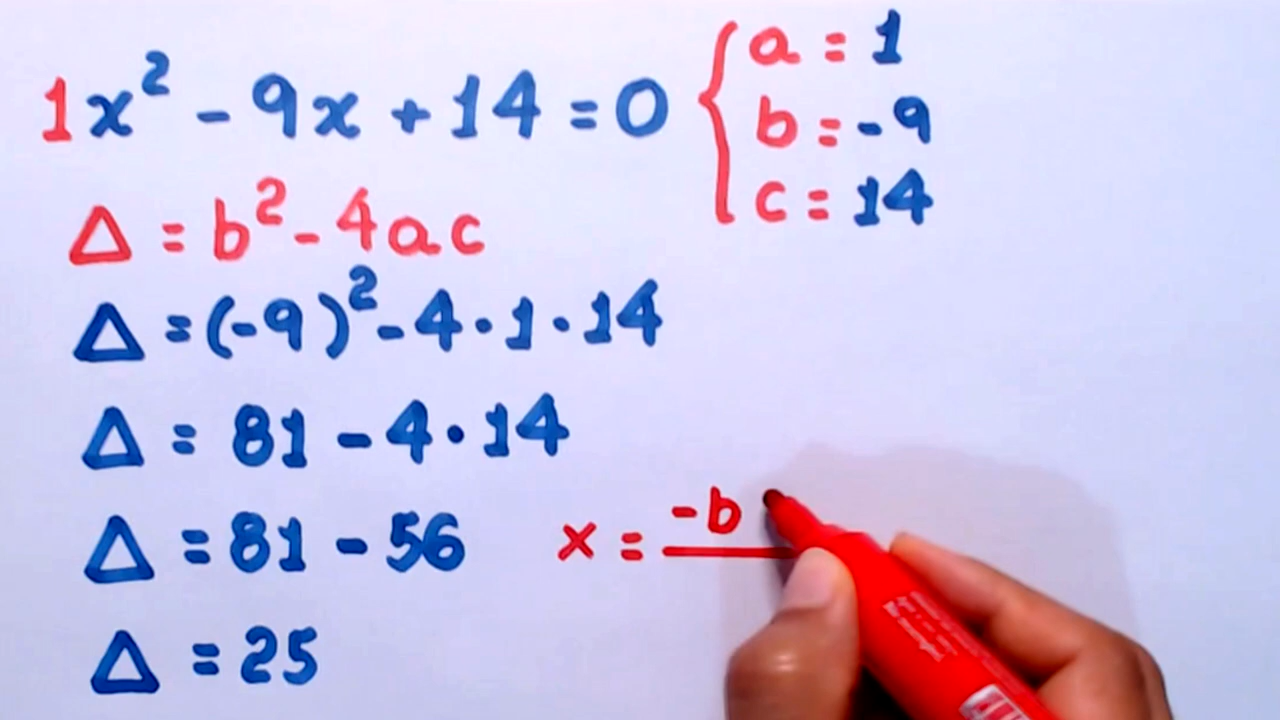 1x² - 9x + 14 = 0
a = 1
b = -9
c = 14
Δ = b² - 4ac
Δ = (-9)² - 4 · 1 · 14
Δ = 81 - 4 · 14
Δ = 81 - 56
x = -b
Δ = 25